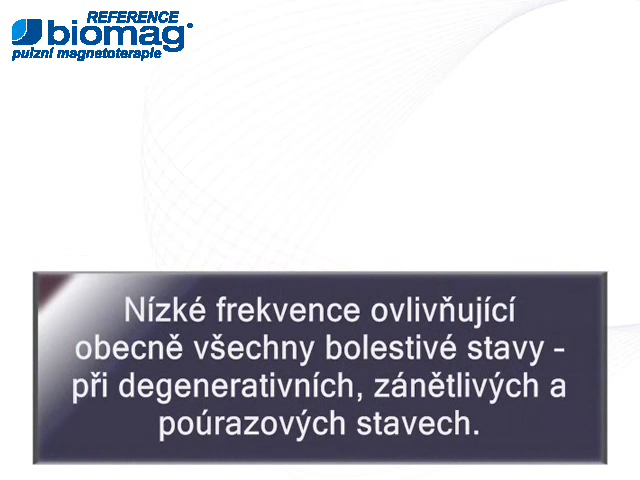 REFERENCE
biomag
pulzní magnetoterapie
Nízké frekvence ovlivňující
obecně všechny bolestivé stavy -
při degenerativních, zánětlivých a
poúrazových stavech.